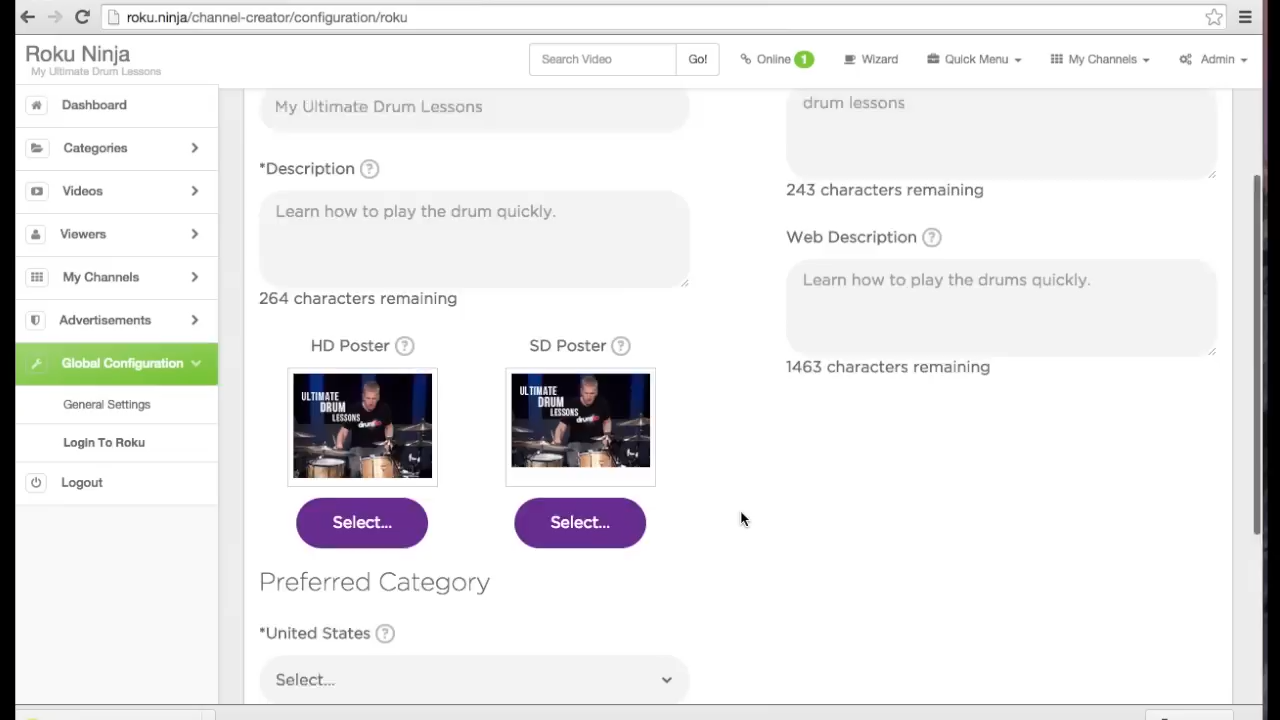 roku.ninja/channel-creator/configuration/roku
Roku Ninja
My Ultimate Drum Lessons
Search Video
Go!
Online 1
Wizard
Quick Menu
My Channels
Admin
Dashboard
Categories
Videos
Viewers
My Channels
Advertisements
Global Configuration
General Settings
Login To Roku
Logout
My Ultimate Drum Lessons
*Description ?
Learn how to play the drum quickly.
264 characters remaining
HD Poster ?
SD Poster ?
ULTIMATE
DRUM
LESSONS
ULTIMATE
DRUM
LESSONS
Select...
Select...
Preferred Category
*United States ?
Select...
drum lessons
243 characters remaining
Web Description ?
Learn how to play the drums quickly.
1463 characters remaining